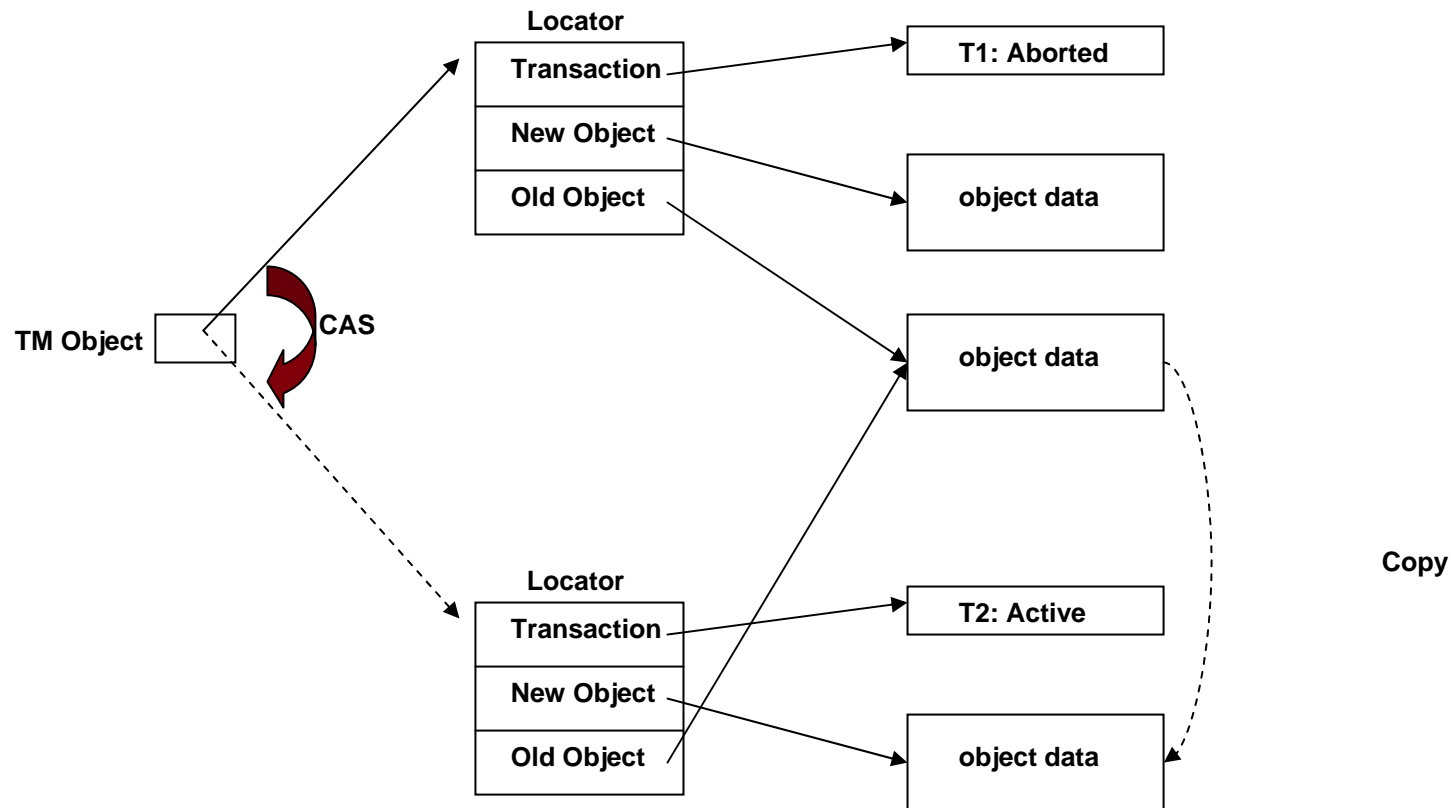 Locator
Transaction
New Object
Old Object
T1: Aborted
object data
object data
TM Object
CAS
Copy
Locator
Transaction
New Object
Old Object
T2: Active
object data